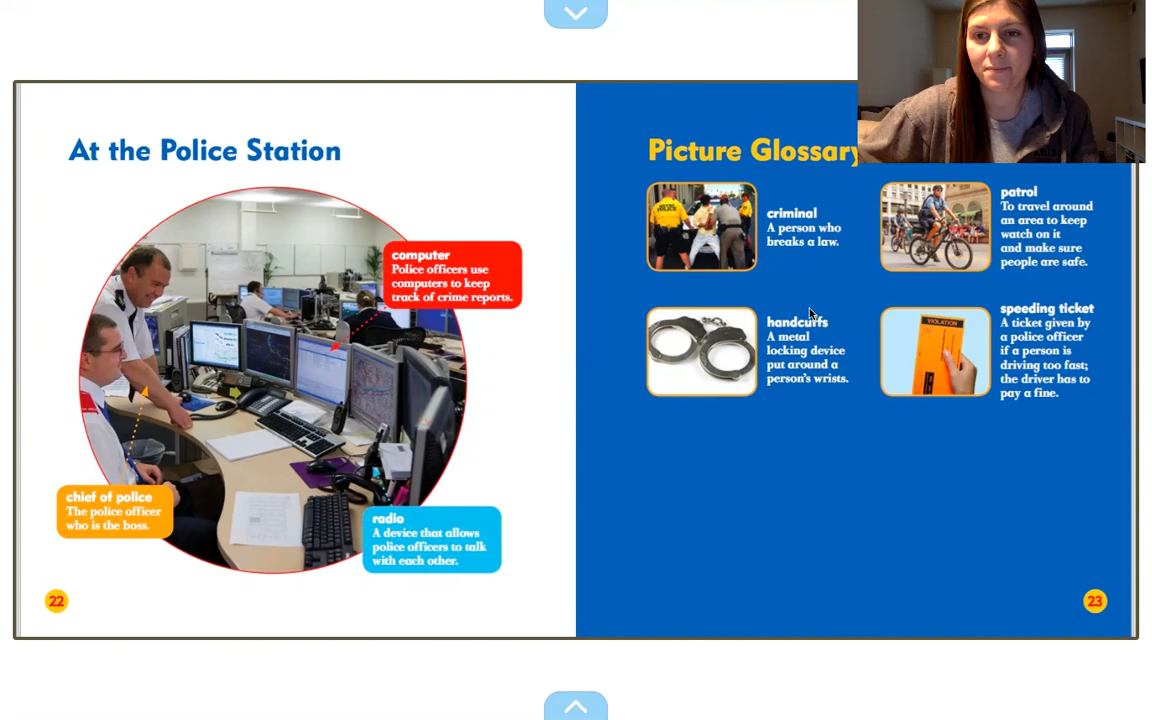 At the Police Station
computer
Police officers use
computers to keep
track of crime reports.
chief of police
The police officer
who is the boss.
radio
A device that allows
police officers to talk
with each other.
22
Picture Glossary
criminal
A person who
breaks a law.
handcuffs
A metal
locking device
put around a
person's wrists.
patrol
To travel around
an area to keep
watch on it
and make sure
people are safe.
speeding ticket
A ticket given by
a police officer
if a person is
driving too fast;
the driver has to
pay a fine.
VIOLATION
23